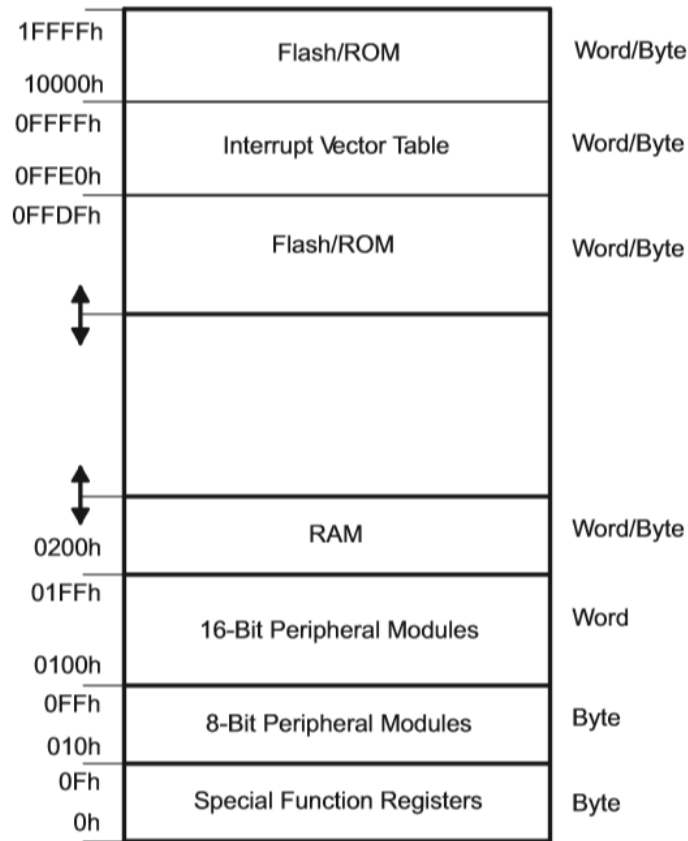 1FFFFh
Flash/ROM
Word/Byte
10000h
0FFFFh
Interrupt Vector Table
Word/Byte
0FFE0h
0FFDFh
Flash/ROM
Word/Byte
RAM
Word/Byte
0200h
01FFh
16-Bit Peripheral Modules
Word
0100h
0FFh
8-Bit Peripheral Modules
Byte
010h
0Fh
Special Function Registers
Byte
0h